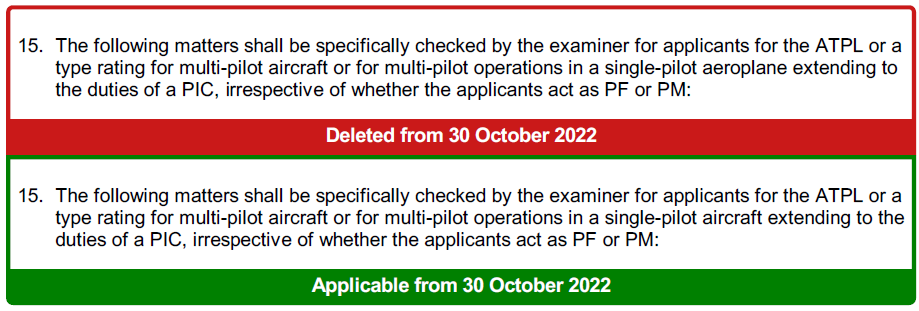 15. The following matters shall be specifically checked by the examiner for applicants for the ATPL or a
type rating for multi-pilot aircraft or for multi-pilot operations in a single-pilot aeroplane extending to
the duties of a PIC, irrespective of whether the applicants act as PF or PM:
Deleted from 30 October 2022
15. The following matters shall be specifically checked by the examiner for applicants for the ATPL or a
type rating for multi-pilot aircraft or for multi-pilot operations in a single-pilot aircraft extending to the
duties of a PIC, irrespective of whether the applicants act as PF or PM:
Applicable from 30 October 2022